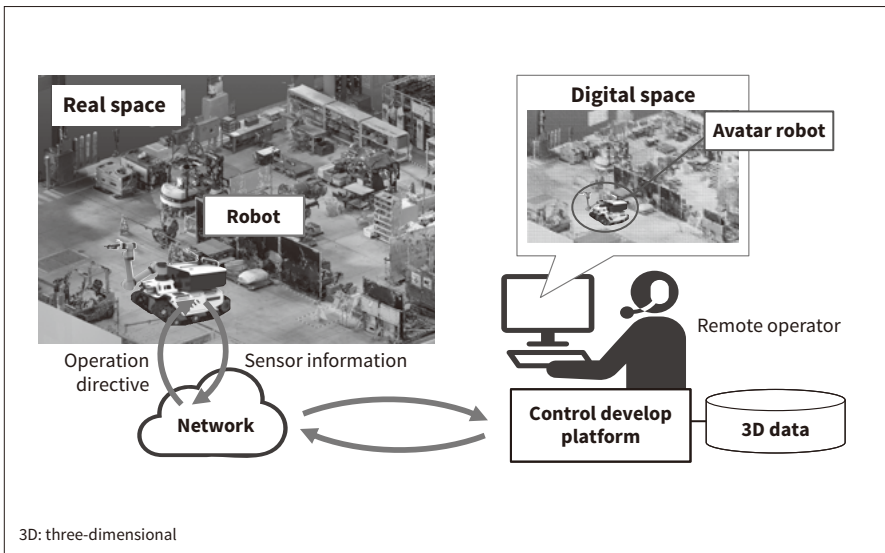 Real space
Robot
Digital space
Avatar robot
Remote operator
Operation
directive
Sensor information
Network
Control develop
platform
3D data
3D: three-dimensional